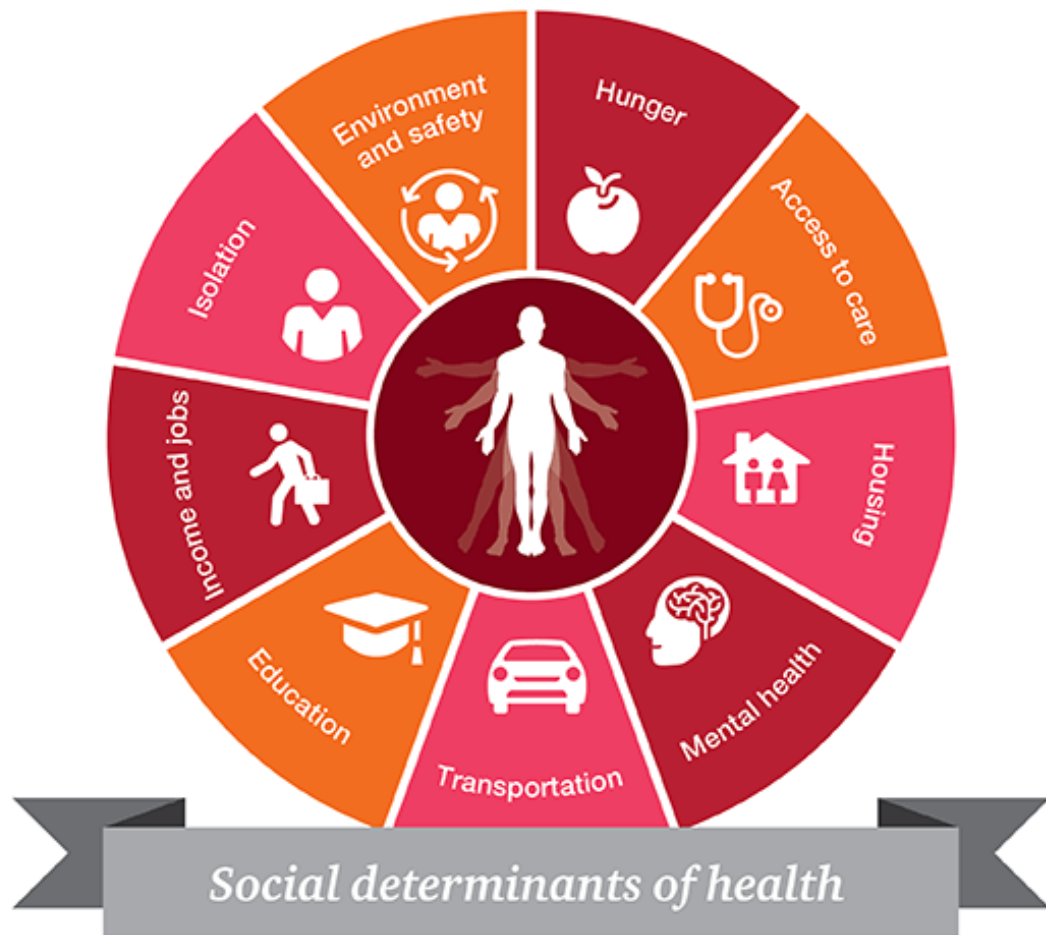 Environment
and safety
Hunger
Access to care
Housing
Mental health
Transportation
Education
Income and jobs
Isolation
Social determinants of health